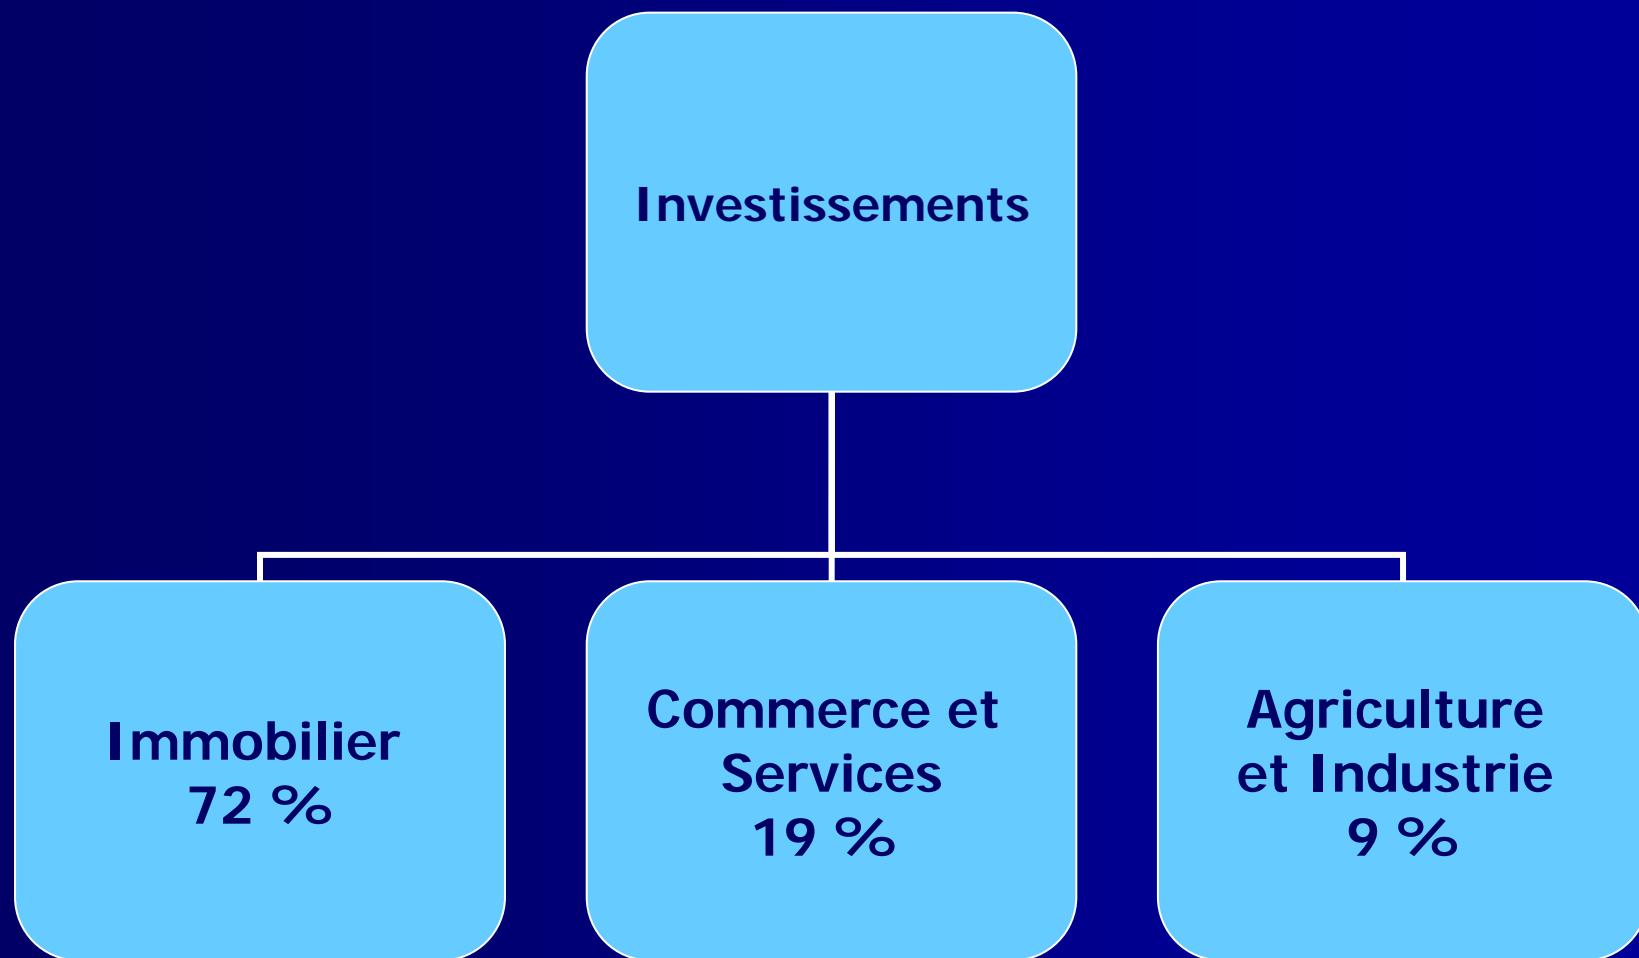 Investissements
Immobilier
72 %
Commerce et
Services
19 %
Agriculture
et Industrie
9 %